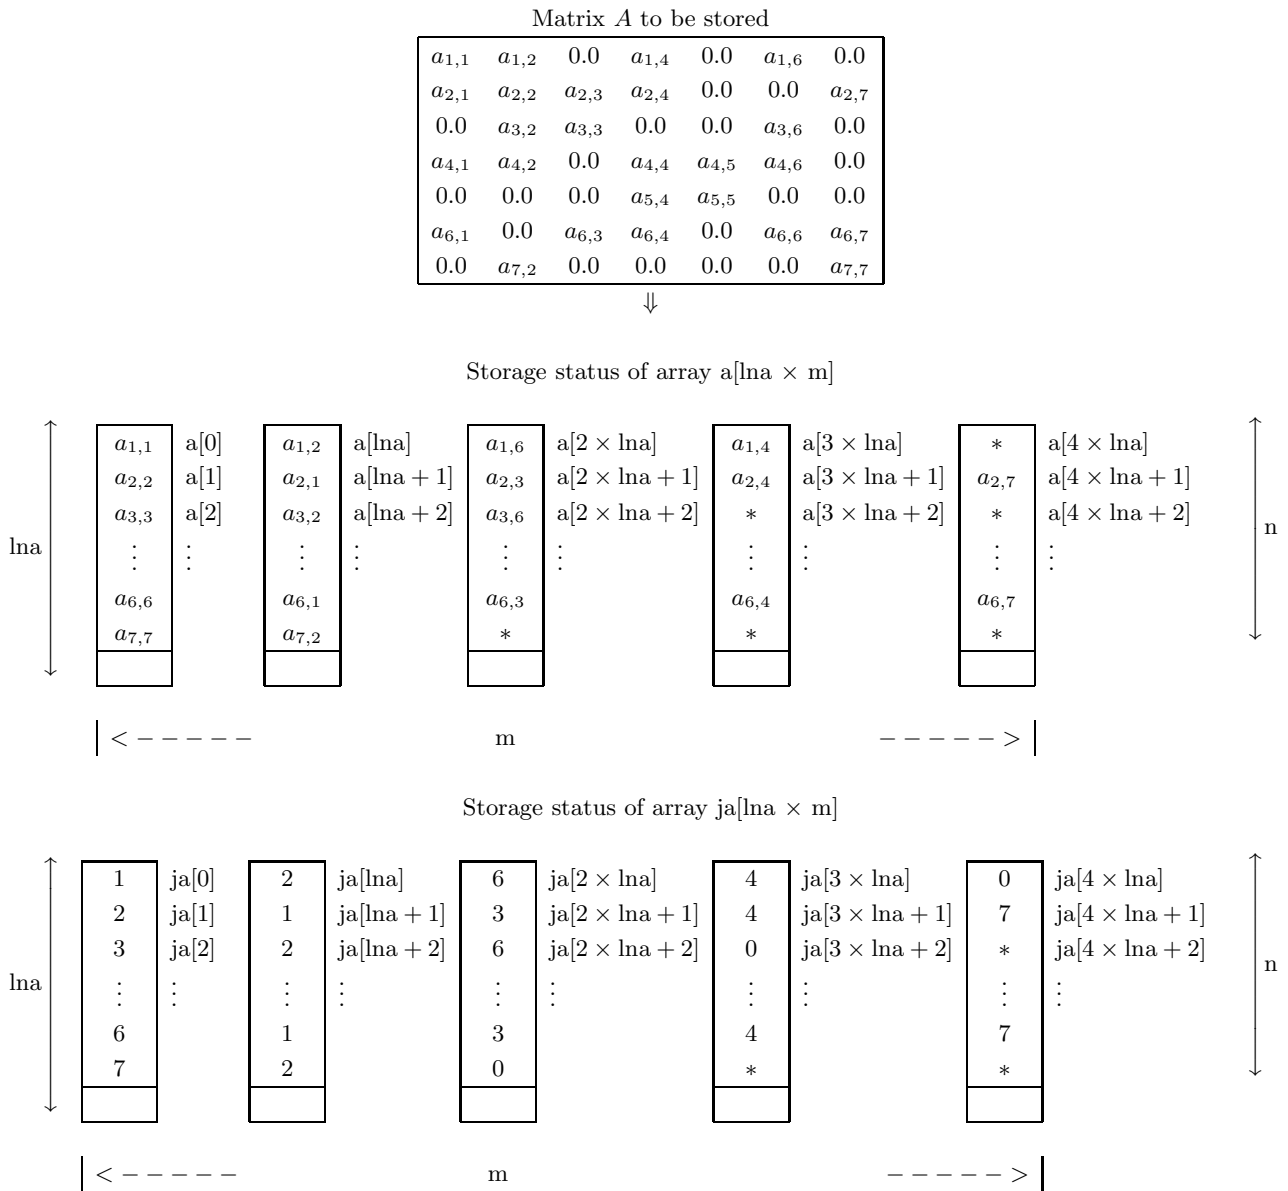 Matrix A to be stored
a1,1 a1,2 0.0 a1,4 0.0 a1,6 0.0
a2,1 a2,2 a2,3 a2,4 0.0 0.0 a2,7
0.0 a3,2 a3,3 0.0 0.0 a3,6 0.0
a4,1 a4,2 0.0 a4,4 a4,5 a4,6 0.0
0.0 0.0 0.0 a5,4 a5,5 0.0 0.0
a6,1 0.0 a6,3 a6,4 0.0 a6,6 a6,7
0.0 a7,2 0.0 0.0 0.0 0.0 a7,7
⇓
Storage status of array a[lna × m]
a1,1 a[0] a1,2 a[lna] a1,6 a[2 × lna] a1,4 a[3 × lna] * a[4 × lna]
a2,2 a[1] a2,1 a[lna + 1] a2,3 a[2 × lna + 1] a2,4 a[3 × lna + 1] a2,7 a[4 × lna + 1]
a3,3 a[2] a3,2 a[lna + 2] a3,6 a[2 × lna + 2] * a[3 × lna + 2] * a[4 × lna + 2]
lna ⋮ ⋮ ⋮ ⋮ ⋮ ⋮ ⋮ ⋮ ⋮ ⋮ n
a6,6 a6,1 a6,3 a6,4 a6,7
a7,7 a7,2 * * *
|< − − − − − m − − − − − >|
Storage status of array ja[lna × m]
1 ja[0] 2 ja[lna] 6 ja[2 × lna] 4 ja[3 × lna] 0 ja[4 × lna]
2 ja[1] 1 ja[lna + 1] 3 ja[2 × lna + 1] 4 ja[3 × lna + 1] 7 ja[4 × lna + 1]
3 ja[2] 2 ja[lna + 2] 6 ja[2 × lna + 2] 0 ja[3 × lna + 2] * ja[4 × lna + 2]
lna ⋮ ⋮ ⋮ ⋮ ⋮ ⋮ ⋮ ⋮ ⋮ ⋮ n
6 1 3 4 7
7 2 0 * *
|< − − − − − m − − − − − >|